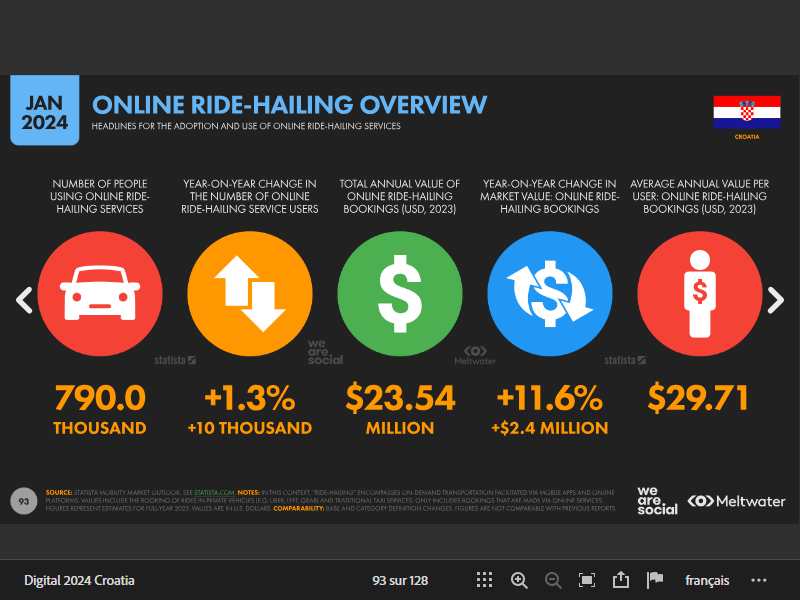 JAN
2024
ONLINE RIDE-HAILING OVERVIEW
HEADLINES FOR THE ADOPTION AND USE OF ONLINE RIDE-HAILING SERVICES
CROATIA
NUMBER OF PEOPLE
USING ONLINE RIDE-
HAILING SERVICES
YEAR-ON-YEAR CHANGE IN
THE NUMBER OF ONLINE
RIDE-HAILING SERVICE USERS
TOTAL ANNUAL VALUE OF
ONLINE RIDE-HAILING
BOOKINGS (USD, 2023)
YEAR-ON-YEAR CHANGE IN
MARKET VALUE: ONLINE RIDE-
HAILING BOOKINGS
AVERAGE ANNUAL VALUE PER
USER: ONLINE RIDE-HAILING
BOOKINGS (USD, 2023)
$
$
$
statista
we
are.
social
Meltwater
statista
790.0
THOUSAND
+1.3%
+10 THOUSAND
$23.54
MILLION
+11.6%
+$2.4 MILLION
$29.71
93
SOURCE: STATISTA MOBILITY MARKET OUTLOOK. SEE STATISTA.COM. NOTES: IN THIS CONTEXT, "RIDE-HAILING" ENCOMPASSES ON-DEMAND TRANSPORTATION FACILITATED VIA MOBILE APPS AND ONLINE
PLATFORMS. VALUES INCLUDE THE BOOKING OF RIDES IN PRIVATE VEHICLES (E.G. UBER, LYFT, GRAB) AND TRADITIONAL TAXI SERVICES. ONLY INCLUDES BOOKINGS THAT ARE MADE VIA ONLINE SERVICES.
FIGURES REPRESENT ESTIMATES FOR FULL-YEAR 2023. VALUES ARE IN U.S. DOLLARS. COMPARABILITY: BASE AND CATEGORY DEFINITION CHANGES. FIGURES ARE NOT COMPARABLE WITH PREVIOUS REPORTS.
we
are.
social
Meltwater
Digital 2024 Croatia
93 sur 128
français